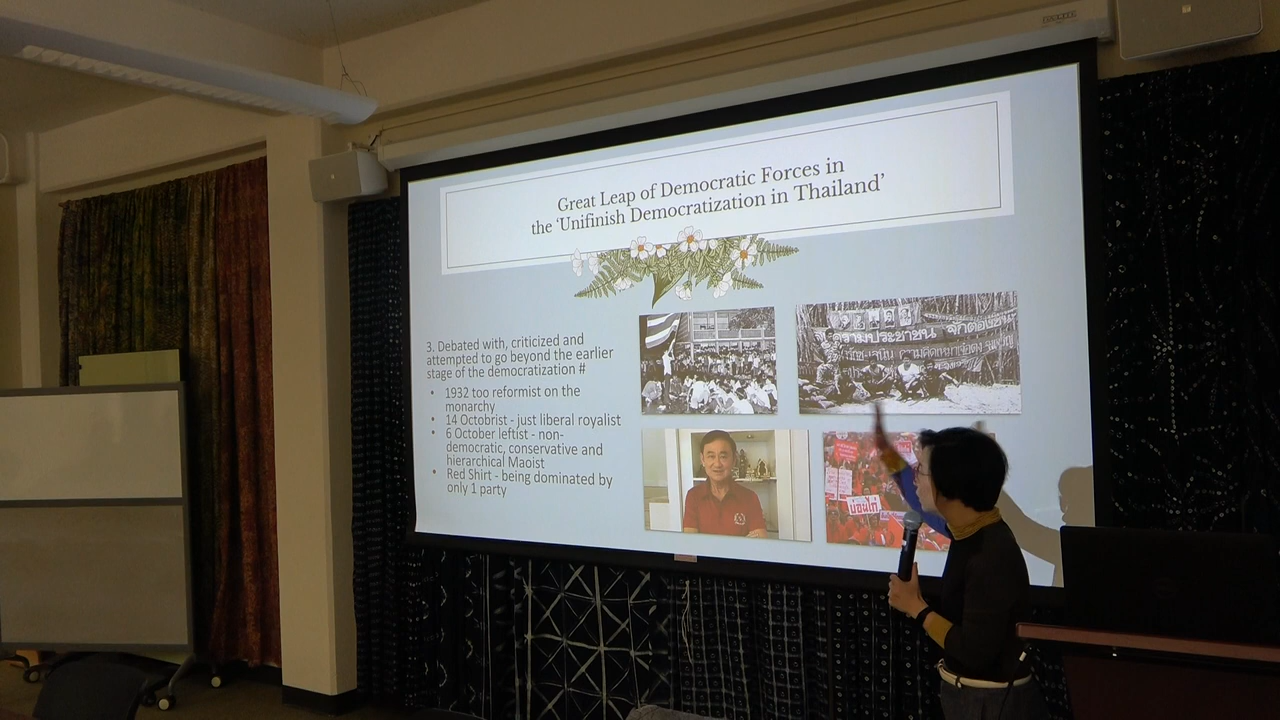 Great Leap of Democratic Forces in
the ‘Unifinish Democratization in Thailand’
3. Debated with, criticized and
attempted to go beyond the earlier
stage of the democratization #
• 1932 too reformist on the
monarchy
• 14 Octobrist - just liberal royalist
• 6 October leftist - non-
democratic, conservative and
hierarchical Maoist
• Red Shirt - being dominated by
only 1 party